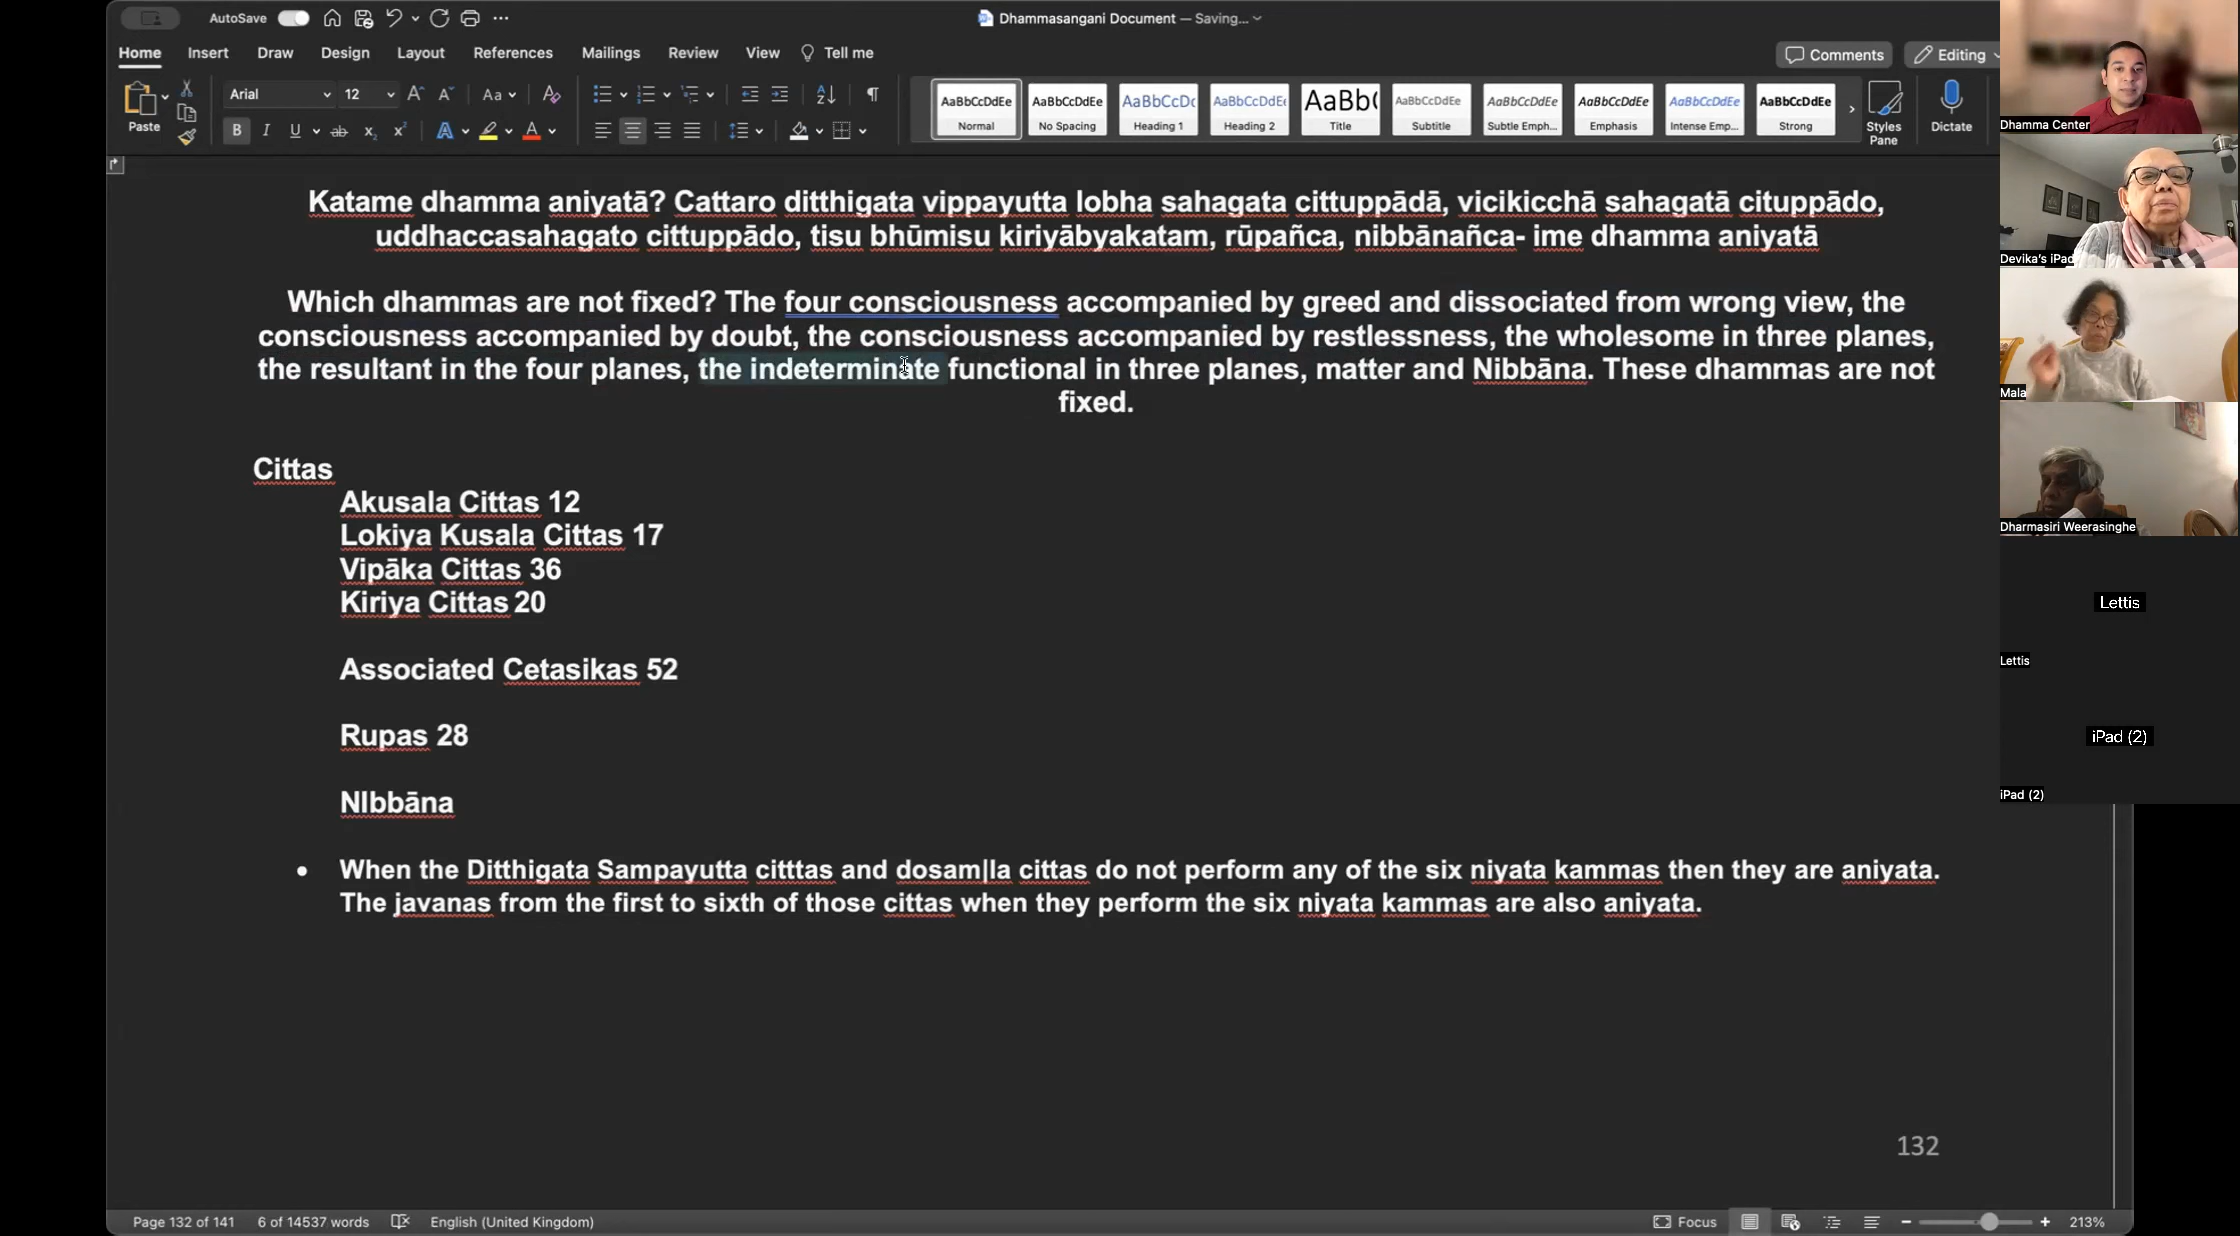 AutoSave
Dhammasangani Document — Saving...
Home Insert Draw Design Layout References Mailings Review View Tell me
Comments Editing
Paste
Arial 12
Aa
AaBbCcDdEe Normal
AaBbCcDdEe No Spacing
AaBbCcDc Heading 1
AaBbCcDdEe Heading 2
AaBb( Title
AaBbCcDdEe Subtitle
AaBbCcDdEe Subtle Emph...
AaBbCcDdEe Emphasis
AaBbCcDdEe Intense Emp...
AaBbCcDdEe Strong
Styles Pane
Dictate
Katame dhamma aniyatā? Cattaro ditthigata vippayutta lobha sahagata cittuppādā, vicikicchā sahagatā cituppādo,
uddhaccasahagato cittuppādo, tisu bhūmisu kiriyābyakatam, rūpañca, nibbānañca- ime dhamma aniyatā
Which dhammas are not fixed? The four consciousness accompanied by greed and dissociated from wrong view, the
consciousness accompanied by doubt, the consciousness accompanied by restlessness, the wholesome in three planes,
the resultant in the four planes, the indeterminate functional in three planes, matter and Nibbāna. These dhammas are not
fixed.
Cittas
Akusala Cittas 12
Lokiya Kusala Cittas 17
Vipāka Cittas 36
Kiriya Cittas 20
Associated Cetasikas 52
Rupas 28
NIbbāna
• When the Ditthigata Sampayutta citttas and dosam|la cittas do not perform any of the six niyata kammas then they are aniyata.
The javanas from the first to sixth of those cittas when they perform the six niyata kammas are also aniyata.
132
Page 132 of 141 6 of 14537 words English (United Kingdom)
Focus 213%
Dhamma Center
Devika's iPad
Mala
Dharmasiri Weerasinghe
Lettis
Lettis
iPad (2)
iPad (2)